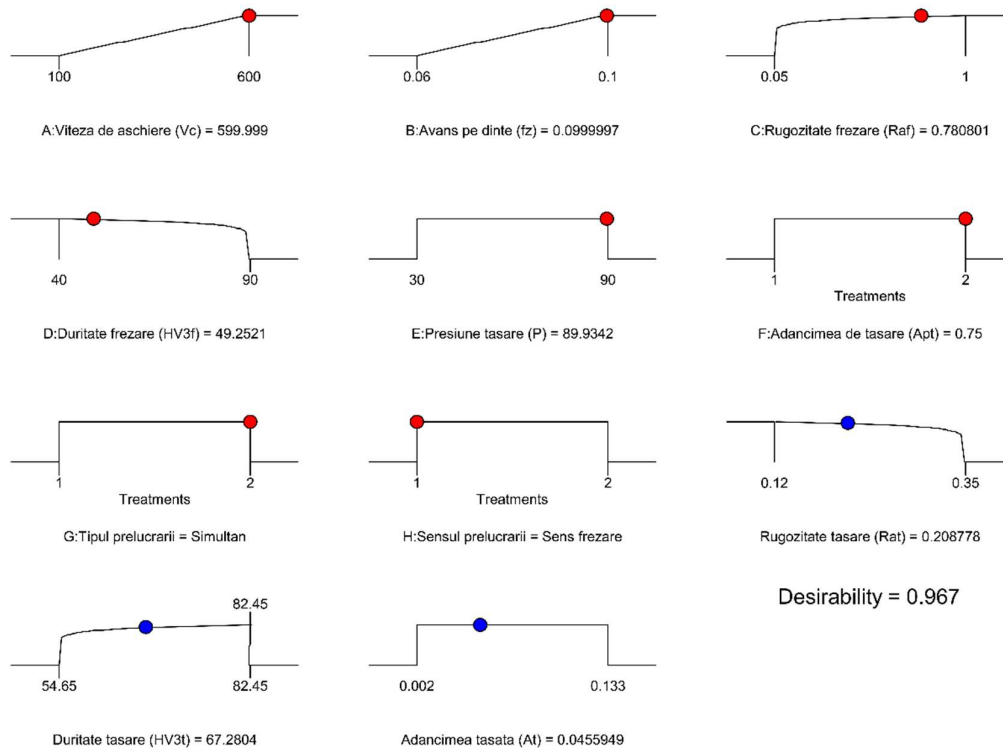 100 600
A:Viteza de aschiere (Vc) = 599.999
0.06 0.1
B:Avans pe dinte (fz) = 0.0999997
0.05 1
C:Rugozitate frezare (Raf) = 0.780801
40 90
D:Duritate frezare (HV3f) = 49.2521
30 90
E:Presiune tasare (P) = 89.9342
1 2
Treatments
F:Adancimea de tasare (Apt) = 0.75
1 2
Treatments
G:Tipul prelucrarii = Simultan
1 2
Treatments
H:Sensul prelucrarii = Sens frezare
0.12 0.35
Rugozitate tasare (Rat) = 0.208778
82.45
54.65 82.45
Duritate tasare (HV3t) = 67.2804
0.002 0.133
Adancimea tasata (At) = 0.0455949
Desirability = 0.967